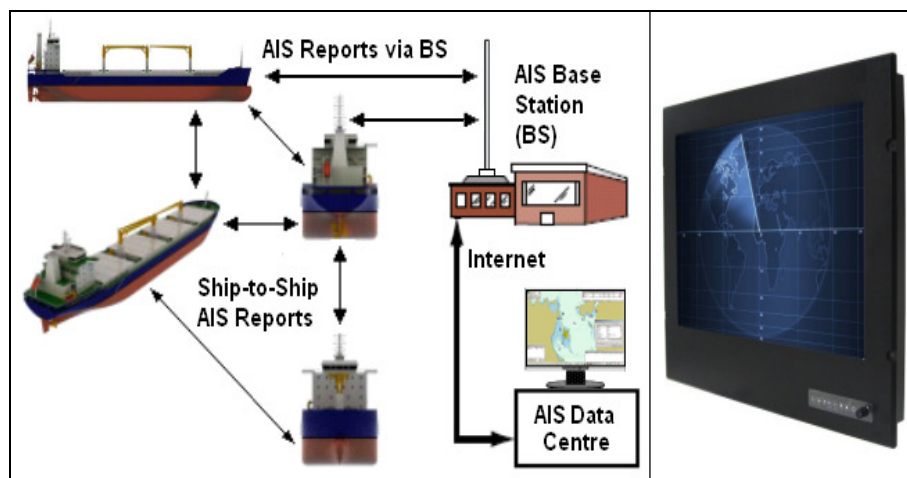 AIS Reports via BS
AIS Base
Station
(BS)
Internet
Ship-to-Ship
AIS Reports
AIS Data
Centre